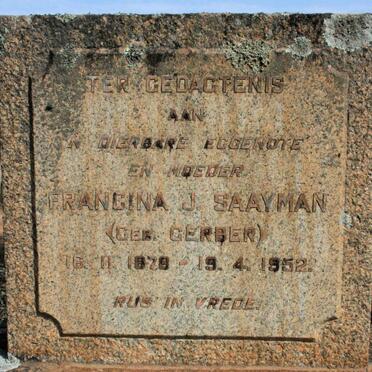 TER GEDAGTENIS
AAN
'N DIERBARE EGGENOTE
EN MOEDER
FRANCINA J. SAAYMAN
(GEB. GERBER)
16. 11. 1879 - 19. 4. 1952.
RUS IN VREDE.